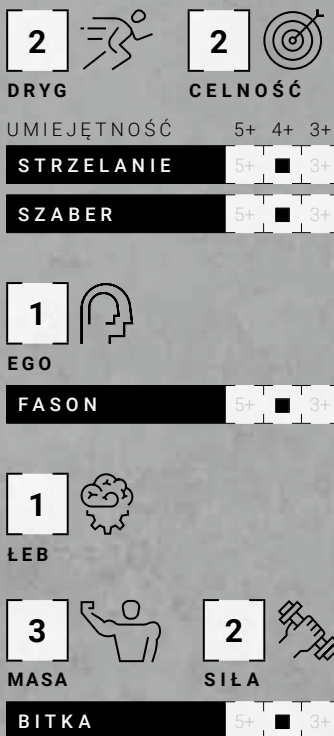 2 2
DRYG CELNOŚĆ
UMIEJĘTNOŚĆ 5+ 4+ 3+
STRZELANIE 5+ 3+
SZABER 5+ 3+
1
EGO
FASON 5+ 3+
1
ŁEB
3 2
MASA SIŁA
BITKA 5+ 3+